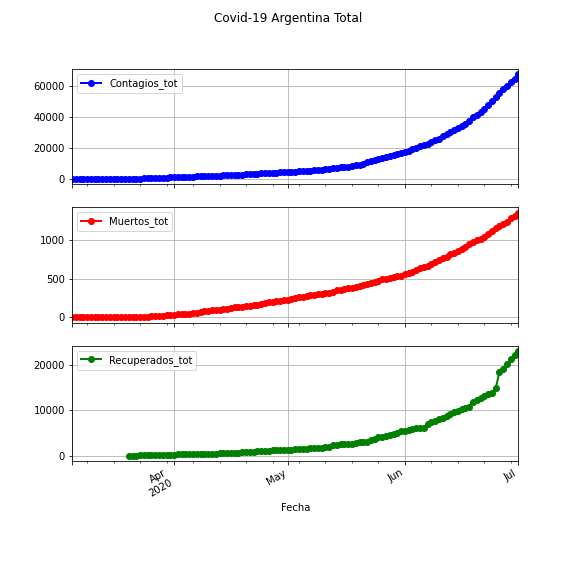 Covid-19 Argentina Total
Contagios_tot
60000
40000
20000
0
Muertos_tot
1000
500
0
Recuperados_tot
20000
10000
0
Apr
2020
May
Jun
Jul
Fecha